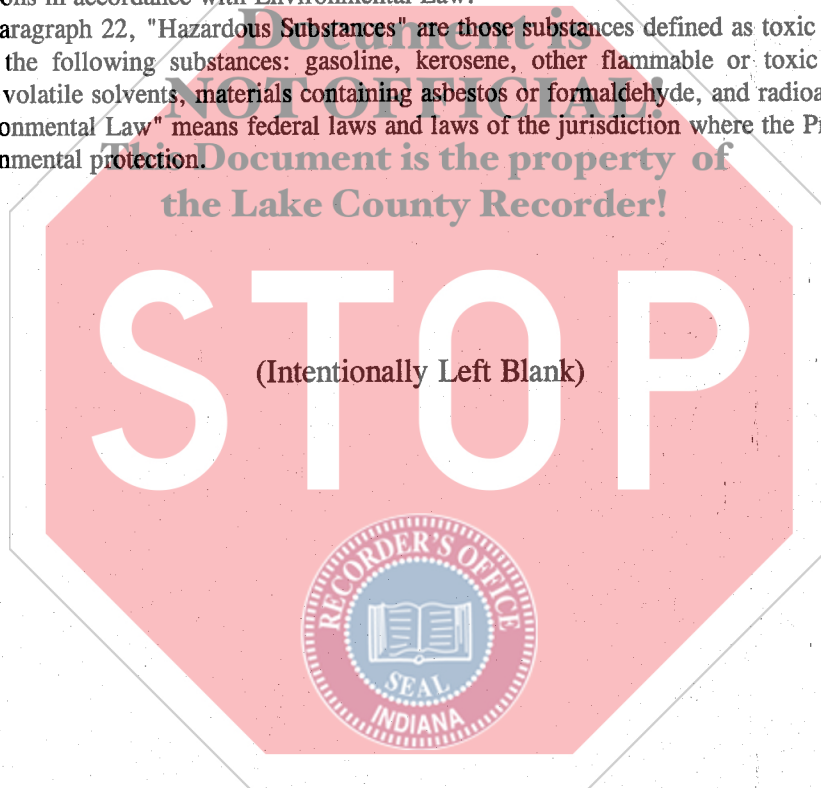 ons in accordance with Environmental Law.
Document is
aragraph 22, "Hazardous Substances" are those substances defined as toxic
the following substances: gasoline, kerosene, other flammable or toxic
NOT OFFICIAL!
volatile solvents, materials containing asbestos or formaldehyde, and radioa
onmental Law" means federal laws and laws of the jurisdiction where the P
nmental protection.
This Document is the property of
the Lake County Recorder!
STOP
(Intentionally Left Blank)
RECORDER'S OFFICE
SEAL
INDIANA